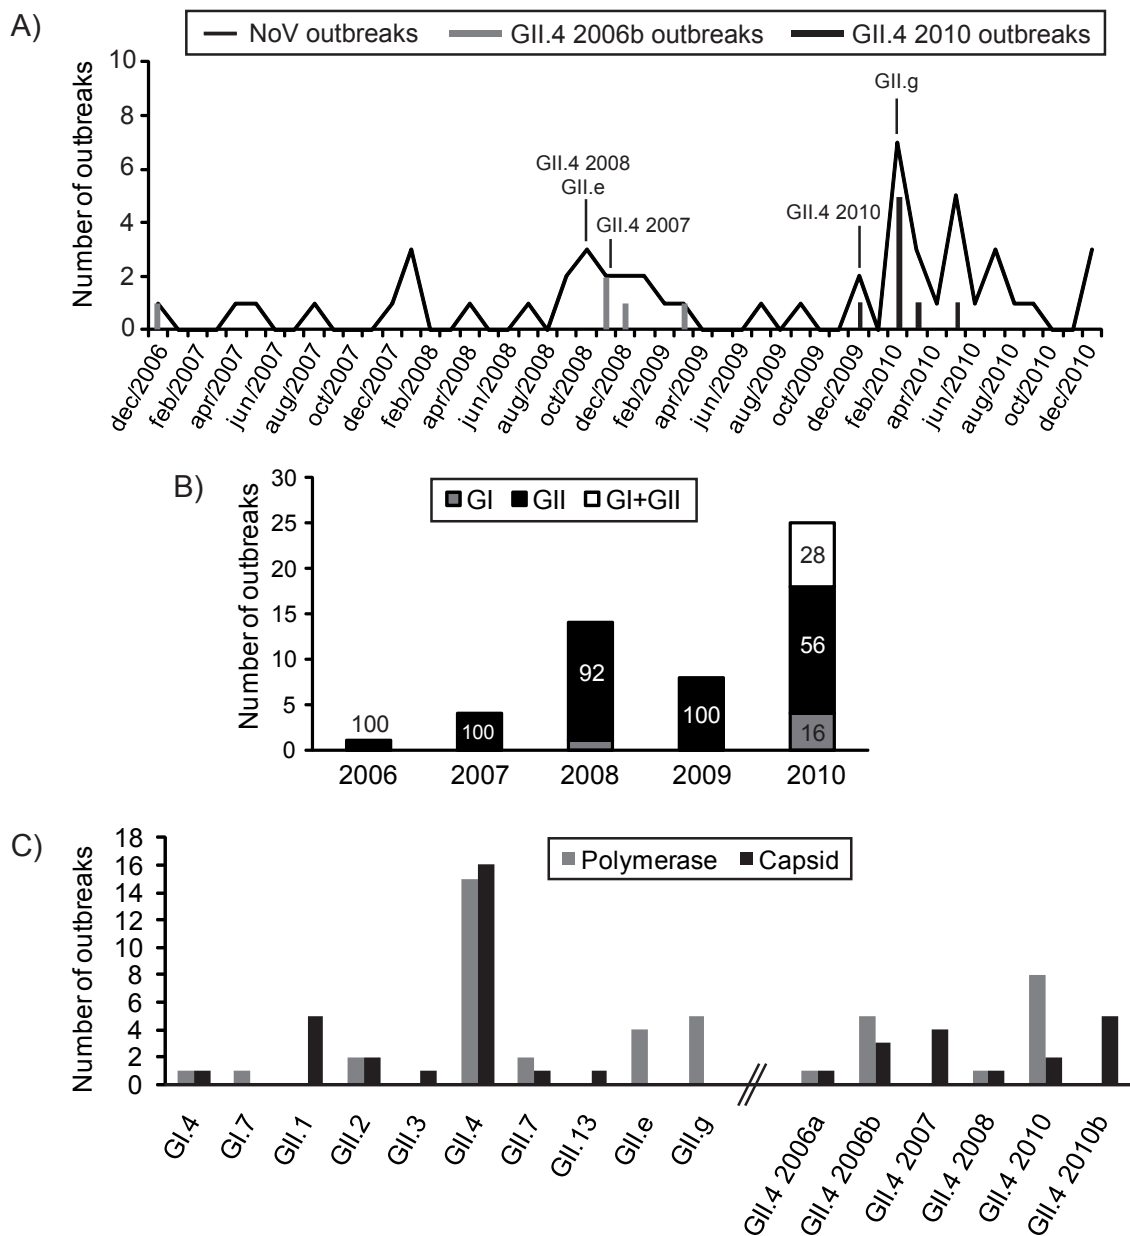 A)
NoV outbreaks GII.4 2006b outbreaks GII.4 2010 outbreaks
Number of outbreaks
10
8
6
4
2
0
GII.g
GII.4 2008
GII.e
GII.4 2007
GII.4 2010
dec/2006 feb/2007 apr/2007 jun/2007 aug/2007 oct/2007 dec/2007 feb/2008 apr/2008 jun/2008 aug/2008 oct/2008 dec/2008 feb/2009 apr/2009 jun/2009 aug/2009 oct/2009 dec/2009 feb/2010 apr/2010 jun/2010 aug/2010 oct/2010 dec/2010
B)
GI GII GI+GII
Number of outbreaks
30
25
20
15
10
5
0
100
100
92
100
28
56
16
2006 2007 2008 2009 2010
C)
Polymerase Capsid
Number of outbreaks
18
16
14
12
10
8
6
4
2
0
GI.4 GI.7 GII.1 GII.2 GII.3 GII.4 GII.7 GII.13 GII.e GII.g GII.4 2006a GII.4 2006b GII.4 2007 GII.4 2008 GII.4 2010 GII.4 2010b